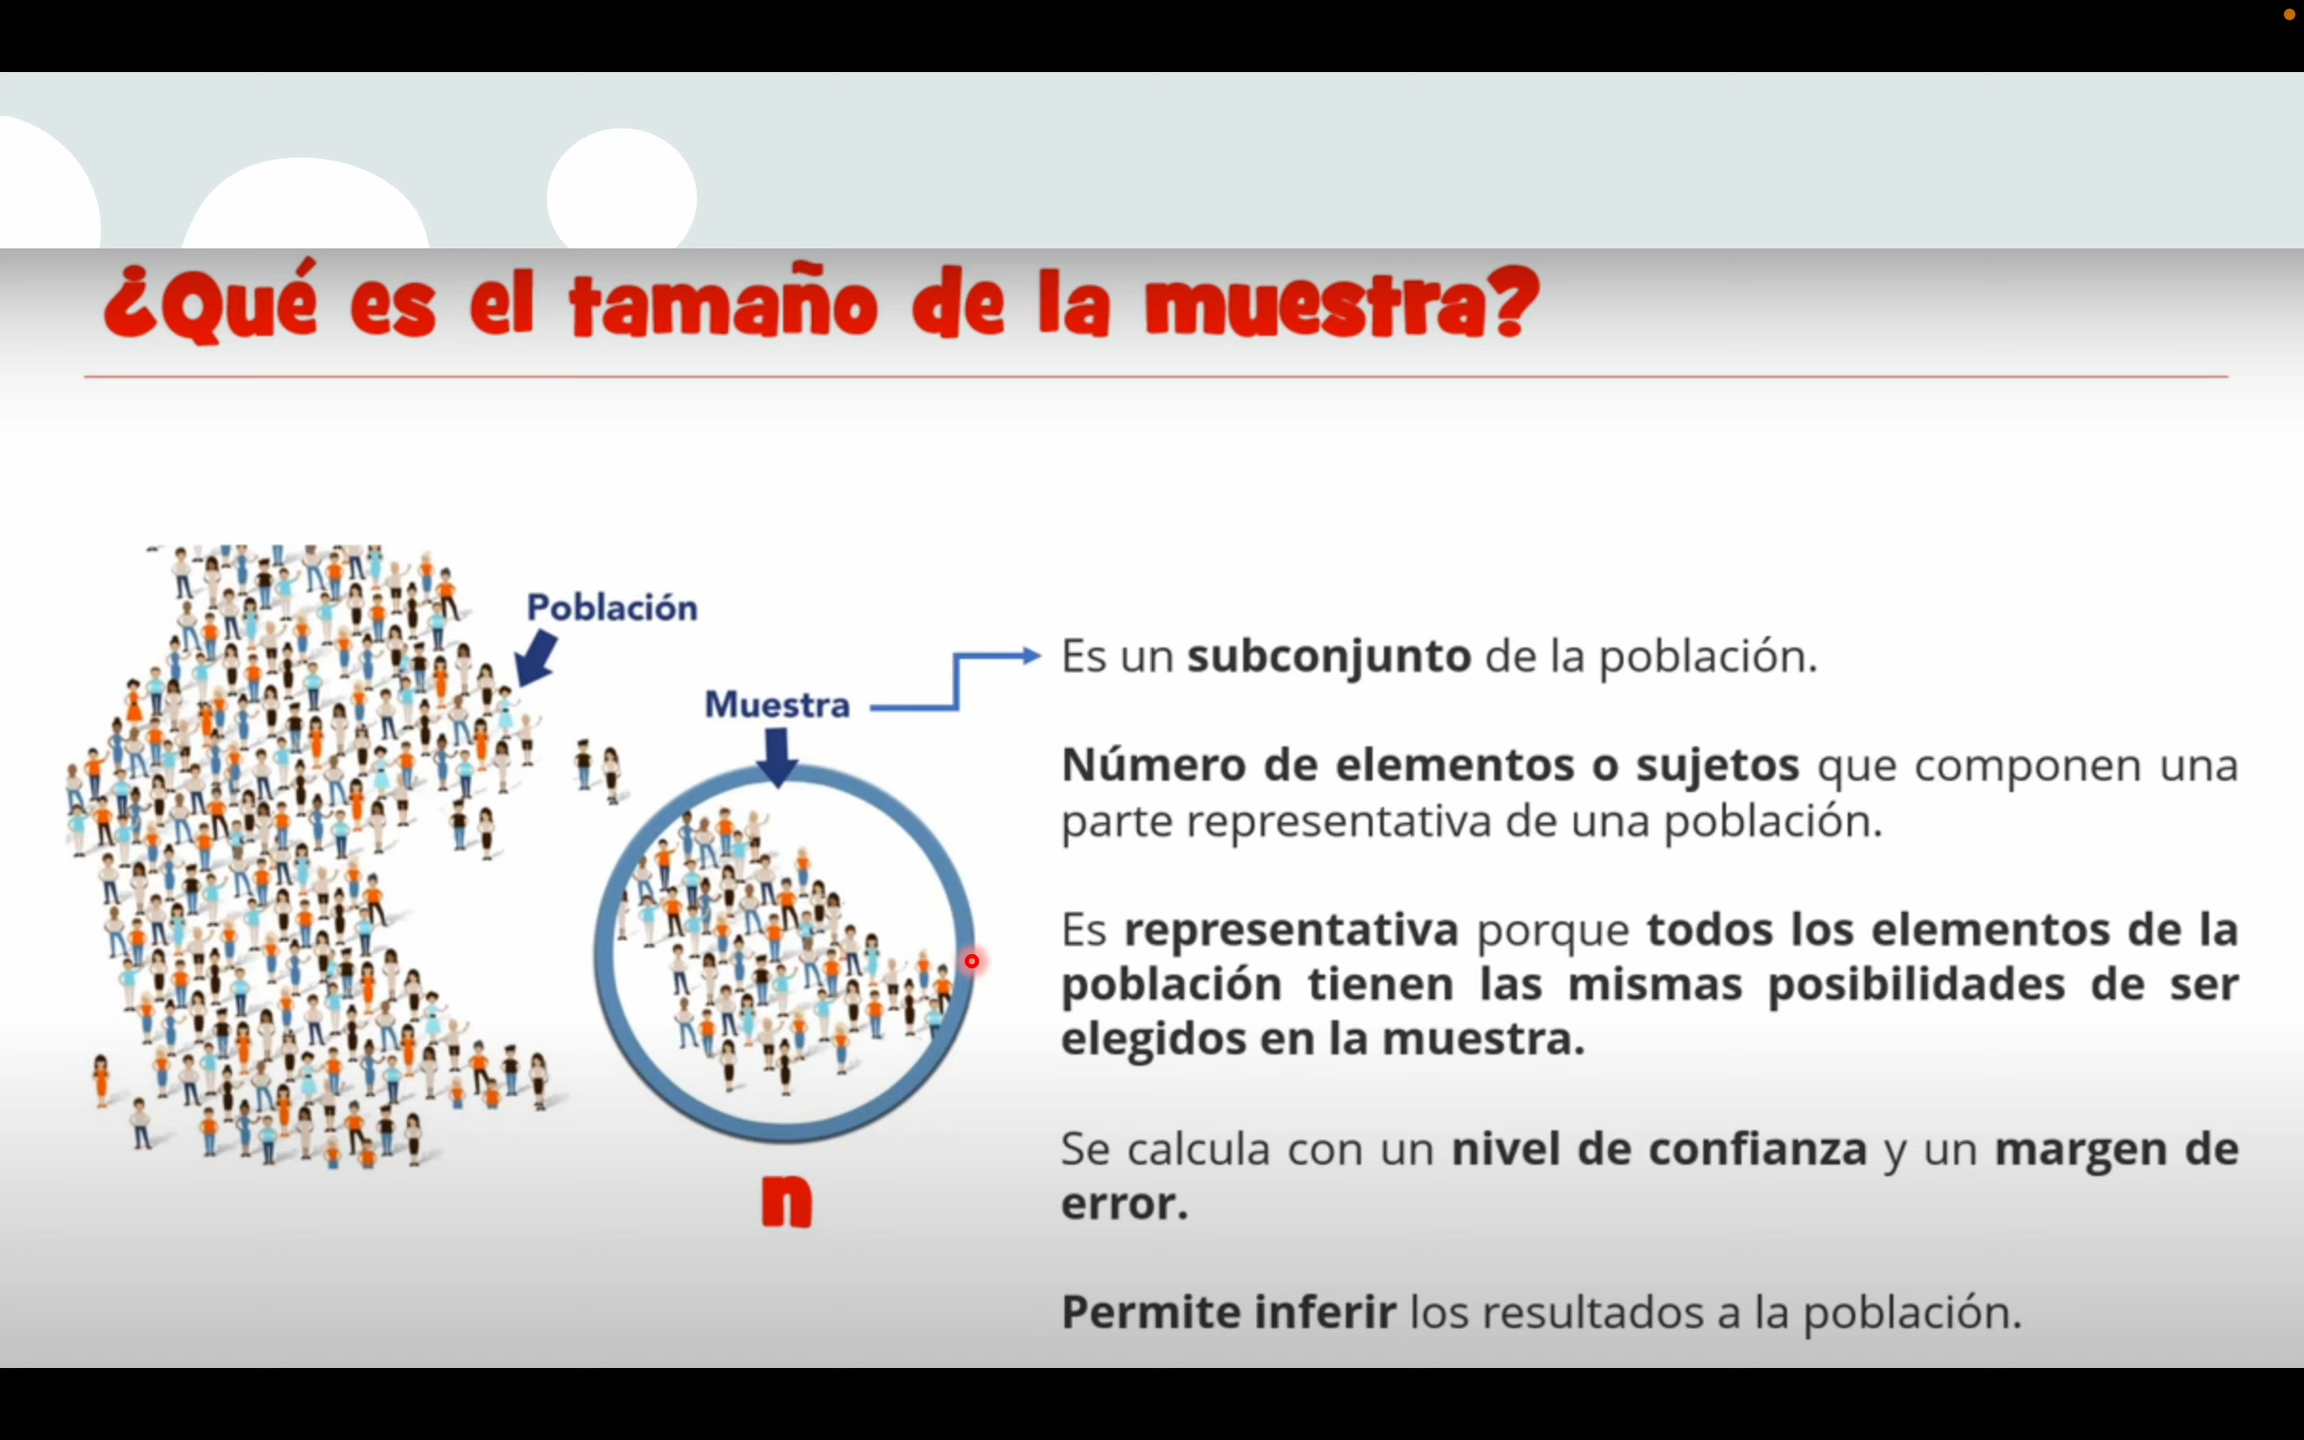 ¿Qué es el tamaño de la muestra?
Población
Muestra
n
Es un subconjunto de la población.
Número de elementos o sujetos que componen una
parte representativa de una población.
Es representativa porque todos los elementos de la
población tienen las mismas posibilidades de ser
elegidos en la muestra.
Se calcula con un nivel de confianza y un margen de
error.
Permite inferir los resultados a la población.